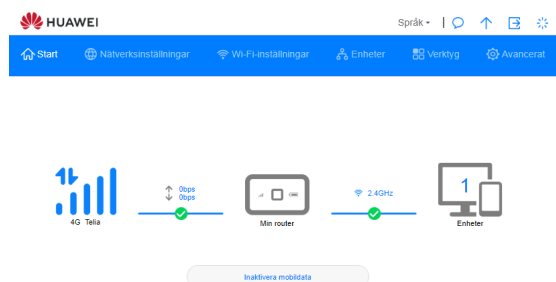 HUAWEI
Språk
Start
Nätverksinställningar
Wi-Fi-inställningar
Enheter
Verktyg
Avancerat
0bps
0bps
2.4GHz
1
4G Telia
Min router
Enheter
Inaktivera mobildata